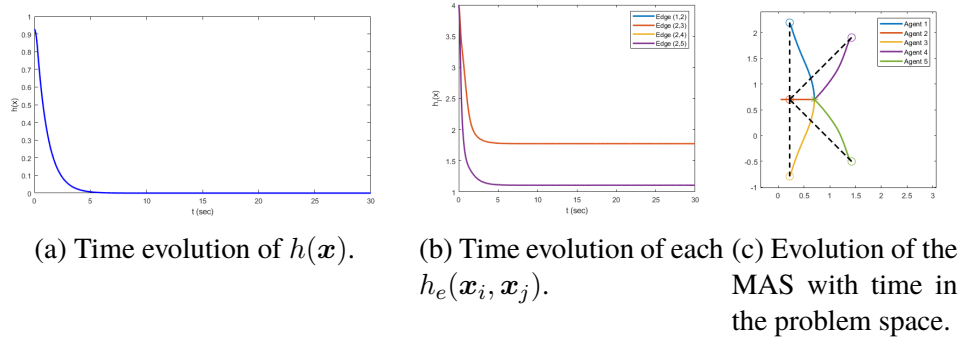 1
0.9
0.8
0.7
0.6
0.5
0.4
0.3
0.2
0.1
0
h(x)
0 5 10 15 20 25 30
t (sec)
(a) Time evolution of h(x).
4
3.5
3
2.5
2
1.5
1
h_i(x)
Edge (1,2)
Edge (2,3)
Edge (2,4)
Edge (2,5)
0 5 10 15 20 25 30
t (sec)
(b) Time evolution of each
h_e(x_i, x_j).
2
1.5
1
0.5
0
-0.5
-1
Agent 1
Agent 2
Agent 3
Agent 4
Agent 5
0 0.5 1 1.5 2 2.5 3
(c) Evolution of the
MAS with time in
the problem space.